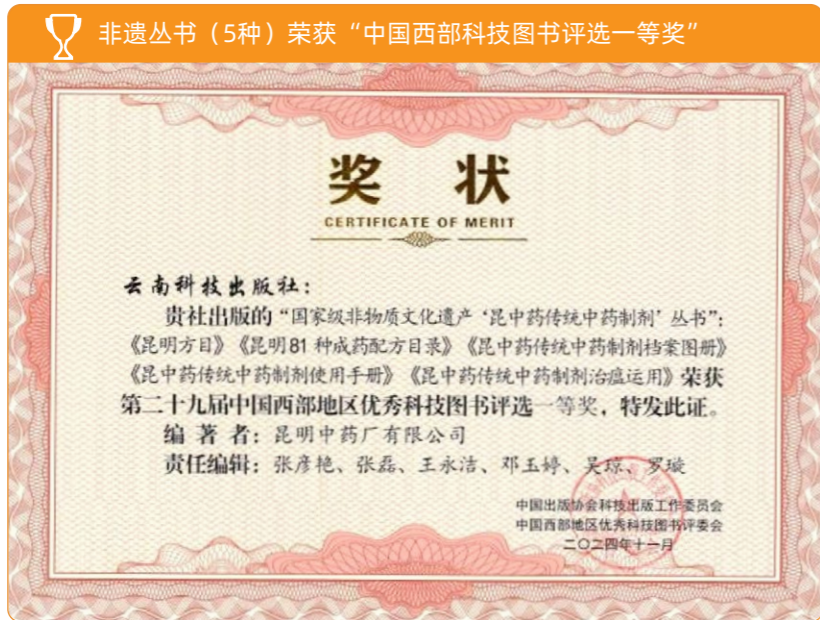 非遗丛书（5种）荣获“中国西部科技图书评选一等奖”
奖 状
CERTIFICATE OF MERIT
云南科技出版社：
贵社出版的“国家级非物质文化遗产‘昆中药传统中药制剂’丛书”：
《昆明方目》《昆明81种成药配方目录》《昆中药传统中药制剂档案图册》
《昆中药传统中药制剂使用手册》《昆中药传统中药制剂治瘟运用》荣获
第二十九届中国西部地区优秀科技图书评选一等奖，特发此证。
编 著 者：昆明中药厂有限公司
责任编辑：张彦艳、张磊、王永洁、邓玉婷、吴琼、罗璇
中国出版协会科技出版工作委员会
中国西部地区优秀科技图书评委会
二〇二四年十一月